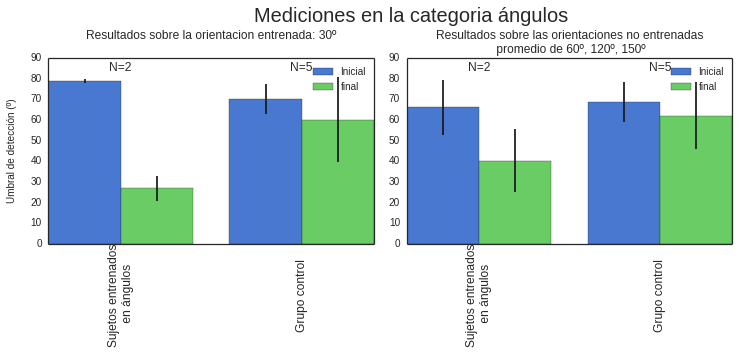 Mediciones en la categoria ángulos
Resultados sobre la orientacion entrenada: 30º
90
80
70
60
50
40
30
20
10
0
Umbral de detección (º)
N=2
N=5
Inicial
final
Sujetos entrenados
en ángulos
Grupo control
Resultados sobre las orientaciones no entrenadas
promedio de 60º, 120º, 150º
90
80
70
60
50
40
30
20
10
0
N=2
N=5
Inicial
final
Sujetos entrenados
en ángulos
Grupo control